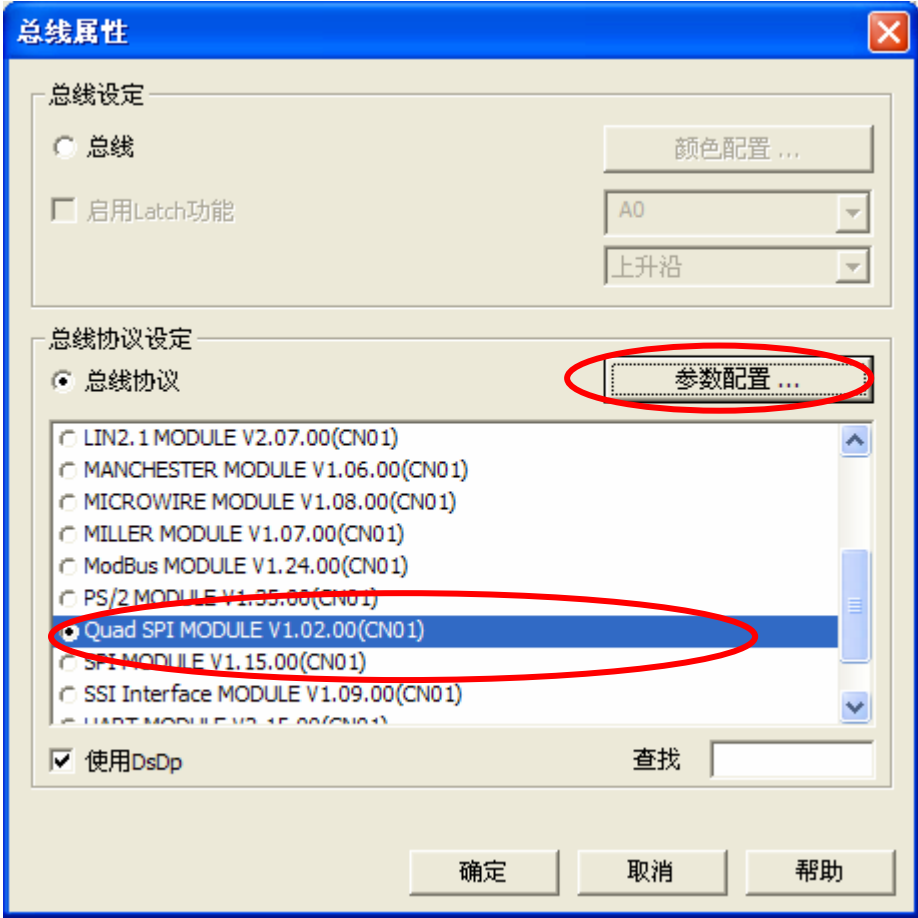 总线属性
总线设定
总线
颜色配置 ...
启用Latch功能
A0
上升沿
总线协议设定
总线协议
参数配置 ...
LIN2.1 MODULE V2.07.00(CN01)
MANCHESTER MODULE V1.06.00(CN01)
MICROWIRE MODULE V1.08.00(CN01)
MILLER MODULE V1.07.00(CN01)
ModBus MODULE V1.24.00(CN01)
PS/2 MODULE V1.35.00(CN01)
Quad SPI MODULE V1.02.00(CN01)
SPI MODULE V1.15.00(CN01)
SSI Interface MODULE V1.09.00(CN01)
UART MODULE
使用DsDp
查找
确定
取消
帮助